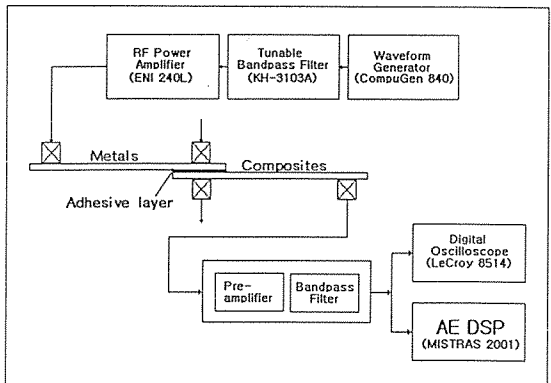 RF Power
Amplifier
(ENI 240L)
Tunable
Bandpass Filter
(KH-3103A)
Waveform
Generator
(CompuGen 840)
Metals
Composites
Adhesive layer
Pre-
amplifier
Bandpass
Filter
Digital
Oscilloscope
(LeCroy 8514)
AE DSP
(MISTRAS 2001)